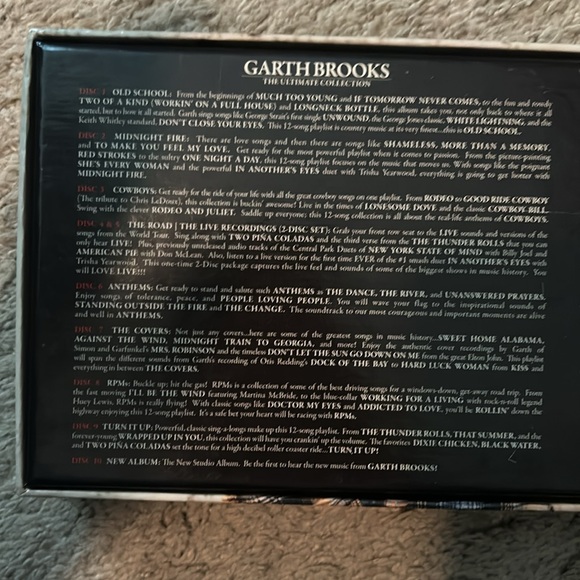 GARTH BROOKS
THE ULTIMATE COLLECTION
DISC 1 OLD SCHOOL: From the beginnings of MUCH TOO YOUNG and IF TOMORROW NEVER COMES, to the fun and rowdy
TWO OF A KIND (WORKIN' ON A FULL HOUSE) and LONGNECK BOTTLE, this album takes you not only back to where it all
started, but to how it all started. Garth sings songs like George Strait's first single UNWOUND, the George Jones classic WHITE LIGHTNING, and the
Keith Whitley standard, DON'T CLOSE YOUR EYES. This 12-song playlist is country music at its very finest...this is OLD SCHOOL.
DISC 2 MIDNIGHT FIRE: There are love songs and then there are songs like SHAMELESS, MORE THAN A MEMORY,
and TO MAKE YOU FEEL MY LOVE. Get ready for the most powerful playlist when it comes to passion. From the picture-painting
RED STROKES to the sultry ONE NIGHT A DAY, this 12-song playlist focuses on the music that moves us. With songs like the poignant
SHE'S EVERY WOMAN and the powerful IN ANOTHER'S EYES duet with Trisha Yearwood, everything is going to get hotter with
MIDNIGHT FIRE.
DISC 3 COWBOYS: Get ready for the ride of your life with all the great cowboy songs on one playlist. From RODEO to GOOD RIDE COWBOY
(The tribute to Chris LeDoux), this collection is buckin' awesome! Live in the times of LONESOME DOVE and the classic COWBOY BILL.
Swing with the clever RODEO AND JULIET. Saddle up everyone; this 12-song collection is all about the real-life anthems of COWBOYS.
DISC 4 & 5 THE ROAD | THE LIVE RECORDINGS (2-DISC SET): Grab your front row seat to the LIVE sounds and versions of the
songs from the World Tour. Sing along with TWO PIÑA COLADAS and the third verse from the THE THUNDER ROLLS that you can
only hear LIVE! Plus, previously unreleased audio tracks of the Central Park Duets of NEW YORK STATE OF MIND with Billy Joel and
AMERICAN PIE with Don McLean. Also, listen to a live version for the first time EVER of the #1 smash duet IN ANOTHER'S EYES with
Trisha Yearwood. This one-time 2-Disc package captures the live feel and sounds of some of the biggest shows in music history. You
will LOVE LIVE!!!
DISC 6 ANTHEMS: Get ready to stand and salute such ANTHEMS as THE DANCE, THE RIVER, and UNANSWERED PRAYERS.
Enjoy songs of tolerance, peace, and PEOPLE LOVING PEOPLE. You will wave your flag to the inspirational sounds of
STANDING OUTSIDE THE FIRE and THE CHANGE. The soundtrack to our most courageous and important moments are alive
and well in ANTHEMS.
DISC 7 THE COVERS: Not just any covers...here are some of the greatest songs in music history...SWEET HOME ALABAMA,
AGAINST THE WIND, MIDNIGHT TRAIN TO GEORGIA, and more! Enjoy the authentic cover recordings by Garth of
Simon and Garfunkel's MRS. ROBINSON and the timeless DON'T LET THE SUN GO DOWN ON ME from the great Elton John. This playlist
will span the different sounds from Garth's recording of Otis Redding's DOCK OF THE BAY to HARD LUCK WOMAN from KISS and
everything in between THE COVERS.
DISC 8 RPMs: Buckle up; hit the gas! RPMs is a collection of some of the best driving songs for a windows-down, get-away road trip. From
the fast moving I'LL BE THE WIND featuring Martina McBride, to the blue-collar WORKING FOR A LIVING with rock-n-roll legend
Huey Lewis, RPMs is really flying! With classic songs like DOCTOR MY EYES and ADDICTED TO LOVE, you'll be ROLLIN' down the
highway enjoying this 12-song playlist. It's a safe bet your heart will be racing with RPMs.
DISC 9 TURN IT UP: Powerful, classic sing-a-longs make up this 12-song playlist. From THE THUNDER ROLLS, THAT SUMMER, and the
forever-young WRAPPED UP IN YOU, this collection will have you crankin' up the volume. The favorites DIXIE CHICKEN, BLACK WATER,
and TWO PIÑA COLADAS set the tone for a high decibel roller coaster ride...TURN IT UP!
DISC 10 NEW ALBUM: The New Studio Album. Be the first to hear the new music from GARTH BROOKS!